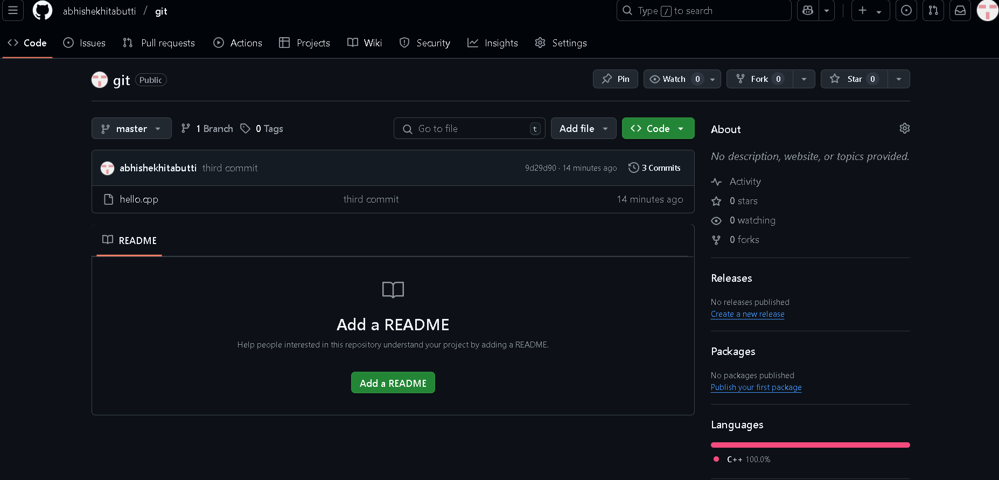 abhishekhitabutti / git
Type / to search
Code Issues Pull requests Actions Projects Wiki Security Insights Settings
git Public
Pin Watch 0 Fork 0 Star 0
master 1 Branch 0 Tags
Go to file t Add file Code
abhishekhitabutti third commit 9d29d90 · 14 minutes ago 3 Commits
hello.cpp third commit 14 minutes ago
README
Add a README
Help people interested in this repository understand your project by adding a README.
Add a README
About
No description, website, or topics provided.
Activity
0 stars
0 watching
0 forks
Releases
No releases published
Create a new release
Packages
No packages published
Publish your first package
Languages
C++ 100.0%